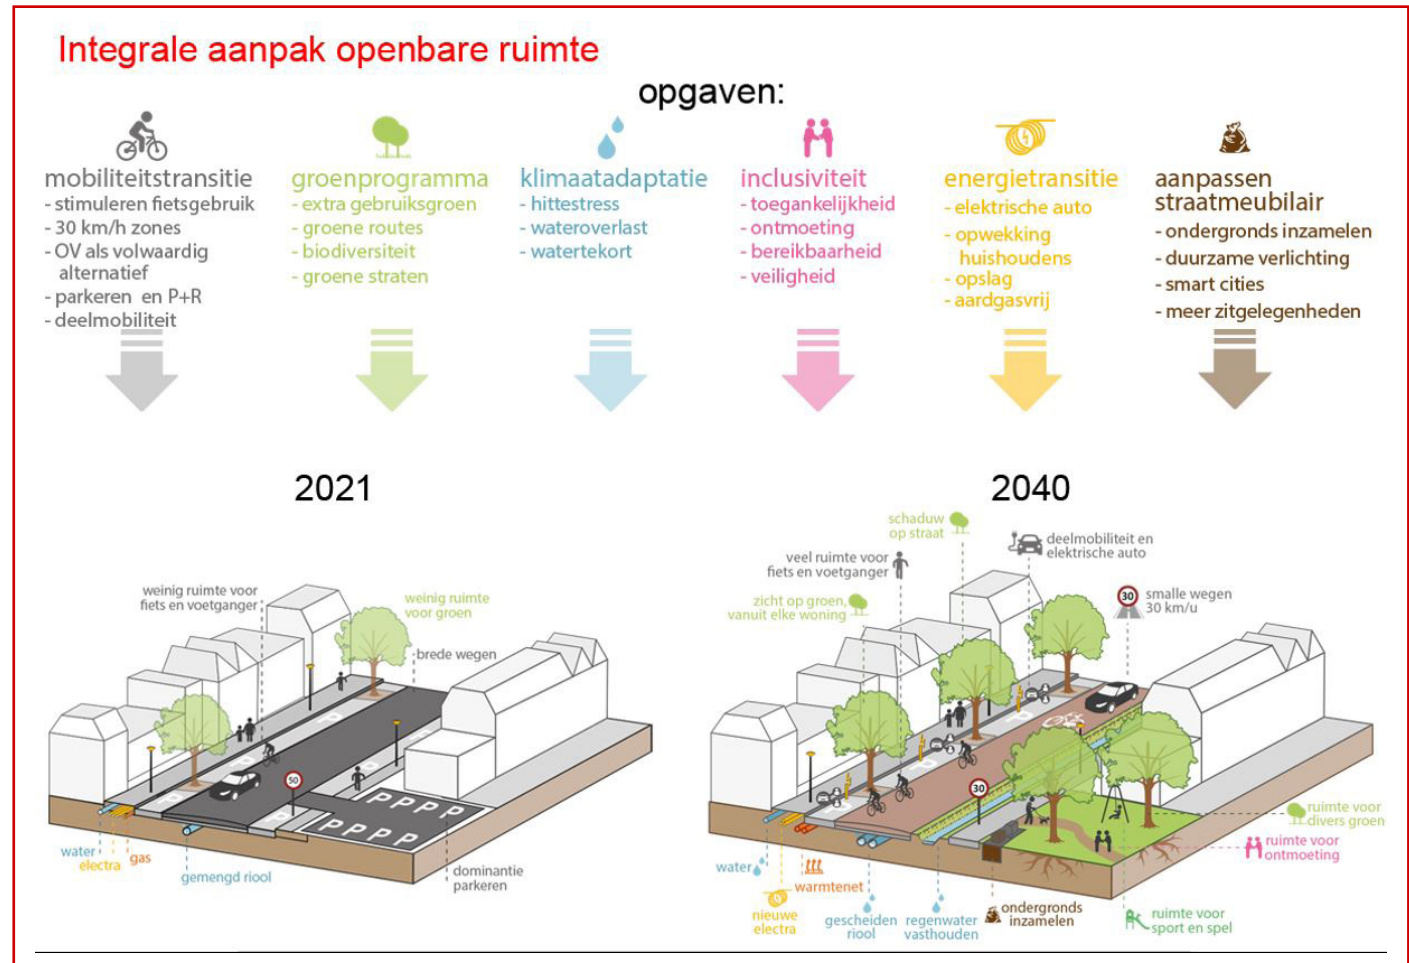 Integrale aanpak openbare ruimte
opgaven:
mobiliteitstransitie
- stimuleren fietsgebruik
- 30 km/h zones
- OV als volwaardig
alternatief
- parkeren en P+R
- deelmobiliteit
groenprogramma
- extra gebruiksgroen
- groene routes
- biodiversiteit
- groene straten
klimaatadaptatie
- hittestress
- wateroverlast
- watertekort
inclusiviteit
- toegankelijkheid
- ontmoeting
- bereikbaarheid
- veiligheid
energietransitie
- elektrische auto
- opwekking
huishoudens
- opslag
- aardgasvrij
aanpassen
straatmeubilair
- ondergronds inzamelen
- duurzame verlichting
- smart cities
- meer zitgelegenheden
2021
weinig ruimte voor
fiets en voetganger
weinig ruimte
voor groen
brede wegen
P
P
P
P
50
P P P P
P P P P
water
electra
gas
gemengd riool
dominantie
parkeren
2040
schaduw
op straat
deelmobiliteit en
elektrische auto
veel ruimte voor
fiets en voetganger
zicht op groen,
vanuit elke woning
30
smalle wegen
30 km/u
P
P
P
30
ruimte voor
divers groen
ruimte voor
ontmoeting
water
warmtenet
nieuwe
electra
gescheiden
riool
regenwater
vasthouden
ondergronds
inzamelen
ruimte voor
sport en spel